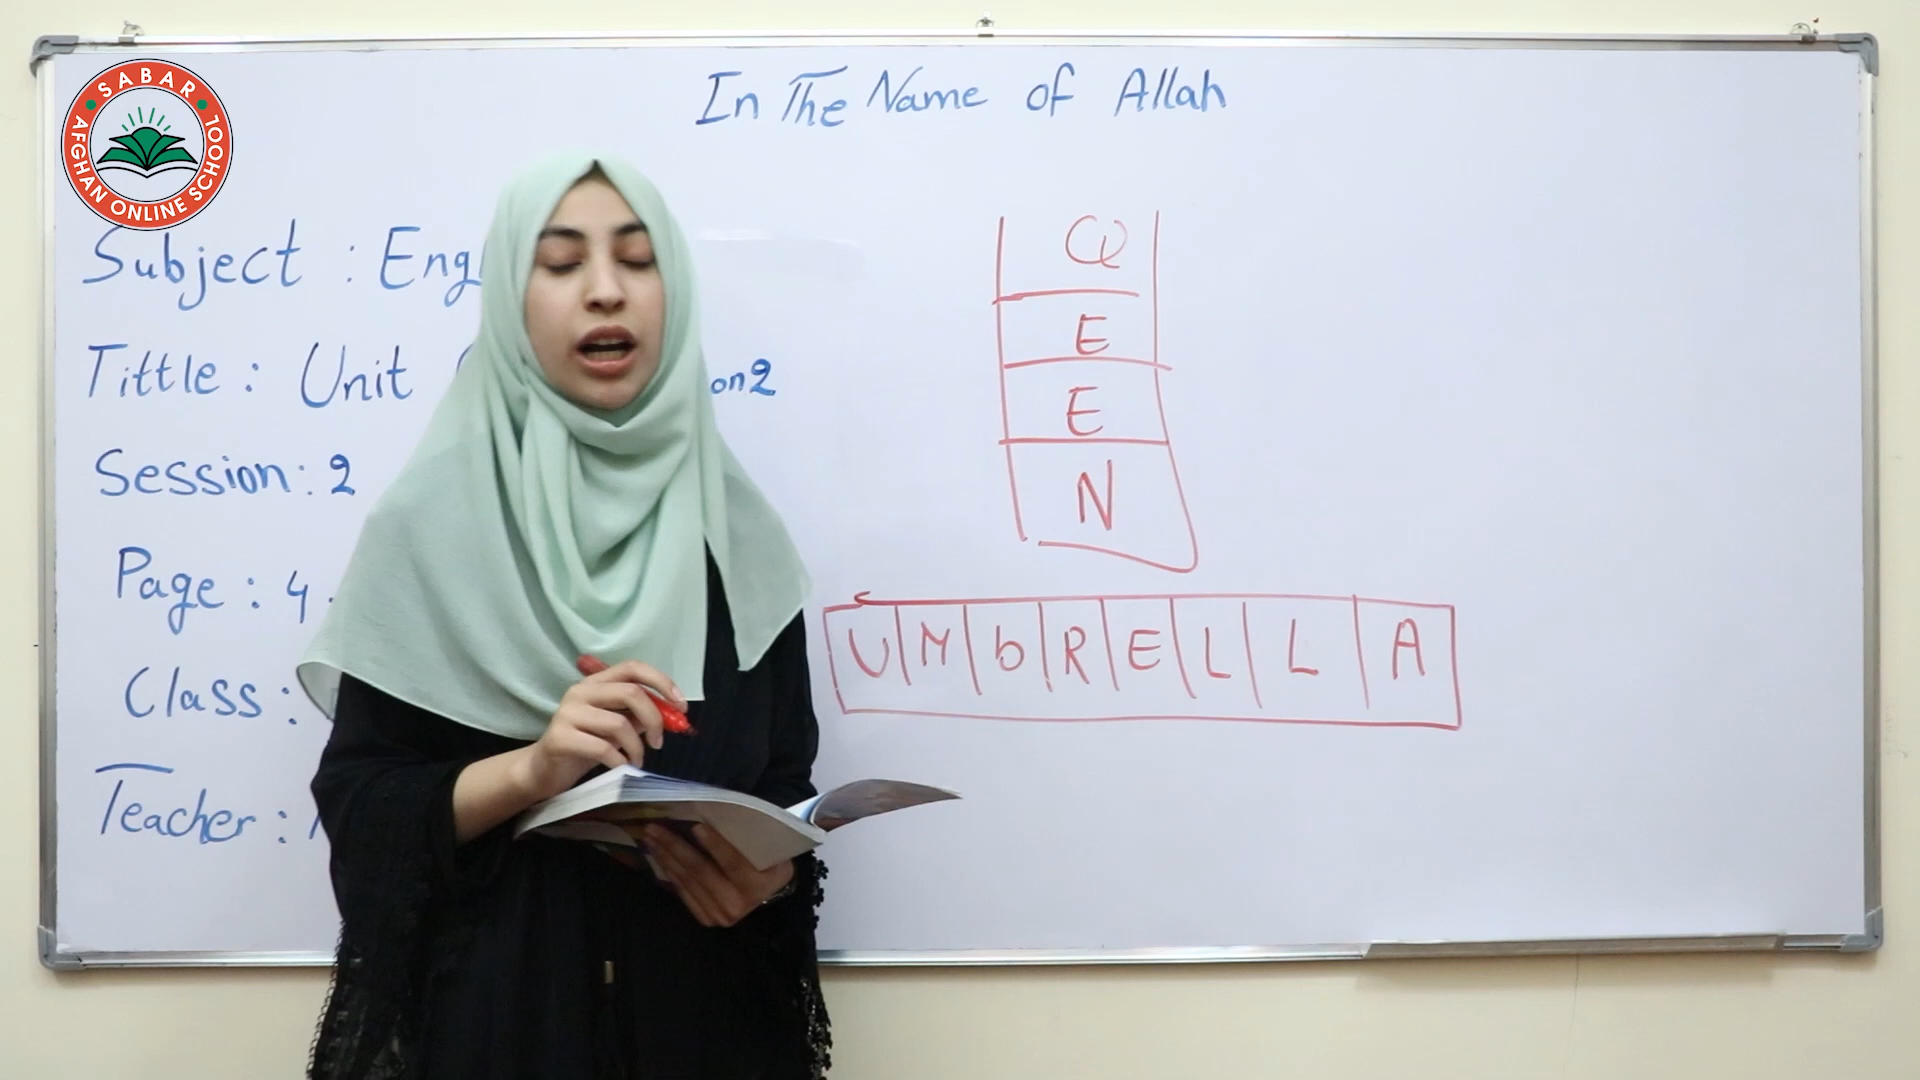 SABAR
AFGHAN ONLINE SCHOOL
In The Name of Allah
Subject : Eng
Tittle : Unit on2
Session : 2
Page : 4.
Class :
Teacher :
Q
E
E
N
U M b R E L L A